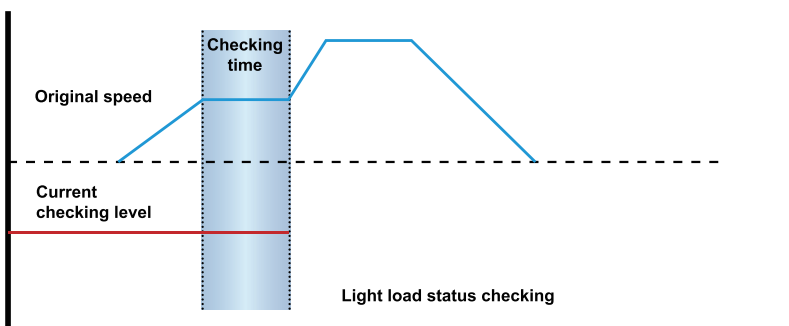 Checking
time
Original speed
Current
checking level
Light load status checking